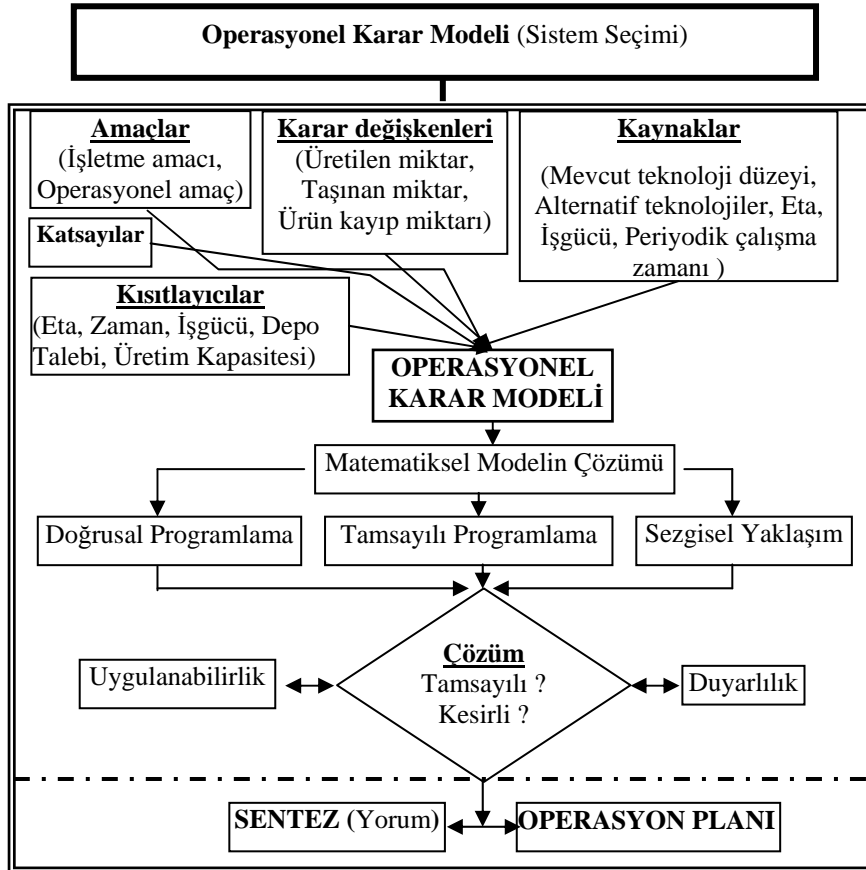 Operasyonel Karar Modeli (Sistem Seçimi)
Amaçlar
(İşletme amacı,
Operasyonel amaç)
Karar değişkenleri
(Üretilen miktar,
Taşınan miktar,
Ürün kayıp miktarı)
Kaynaklar
(Mevcut teknoloji düzeyi,
Alternatif teknolojiler, Eta,
İşgücü, Periyodik çalışma
zamanı )
Katsayılar
Kısıtlayıcılar
(Eta, Zaman, İşgücü, Depo
Talebi, Üretim Kapasitesi)
OPERASYONEL
KARAR MODELİ
Matematiksel Modelin Çözümü
Doğrusal Programlama
Tamsayılı Programlama
Sezgisel Yaklaşım
Çözüm
Tamsayılı ?
Kesirli ?
Uygulanabilirlik
Duyarlılık
SENTEZ (Yorum)
OPERASYON PLANI